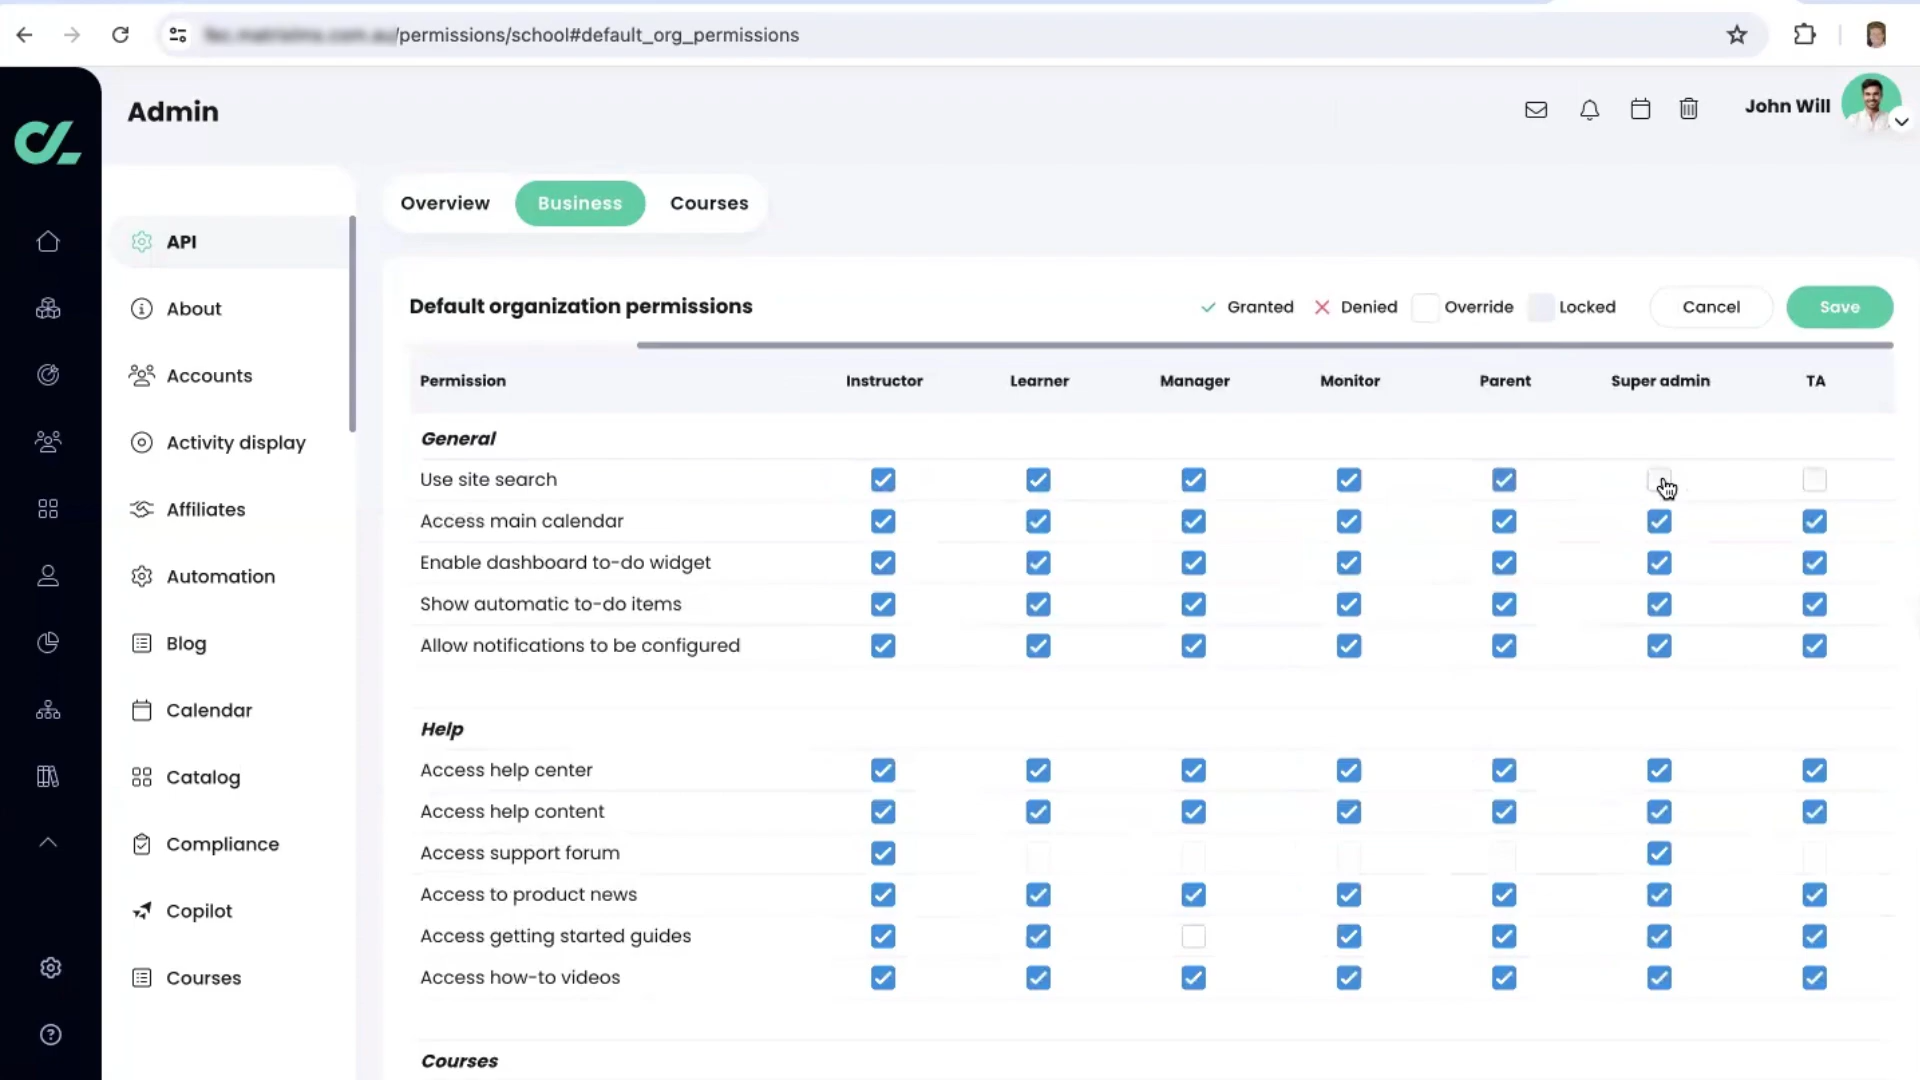 /permissions/school#default_org_permissions
Admin
John Will
Overview Business Courses
API
About
Accounts
Activity display
Affiliates
Automation
Blog
Calendar
Catalog
Compliance
Copilot
Courses
Default organization permissions Granted Denied Override Locked Cancel Save
Permission Instructor Learner Manager Monitor Parent Super admin TA
General
Use site search
Access main calendar
Enable dashboard to-do widget
Show automatic to-do items
Allow notifications to be configured
Help
Access help center
Access help content
Access support forum
Access to product news
Access getting started guides
Access how-to videos
Courses